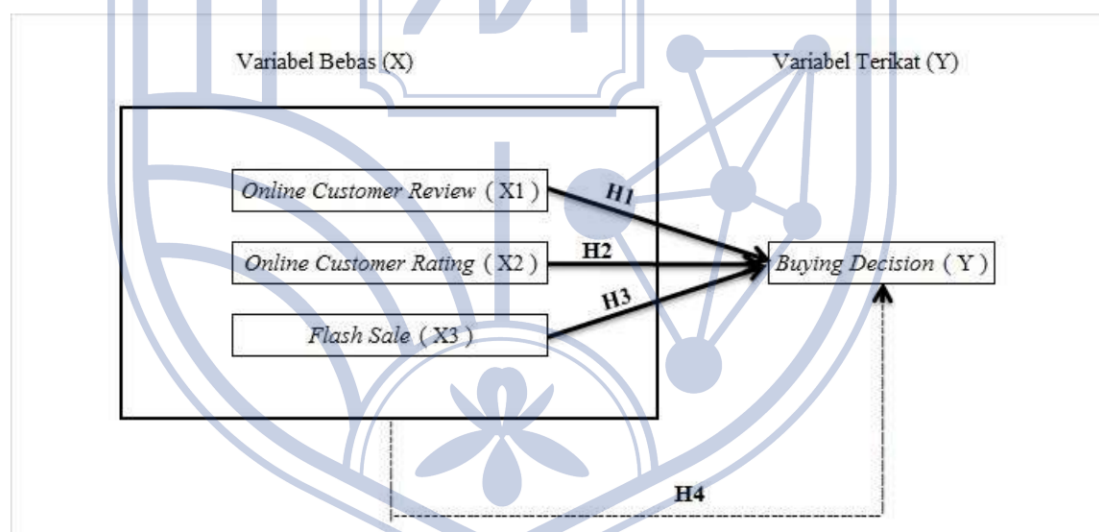 Variabel Bebas (X)
Variabel Terikat (Y)
Online Customer Review ( X1 )
H1
Online Customer Rating ( X2 )
H2
Buying Decision ( Y )
H3
Flash Sale ( X3 )
H4